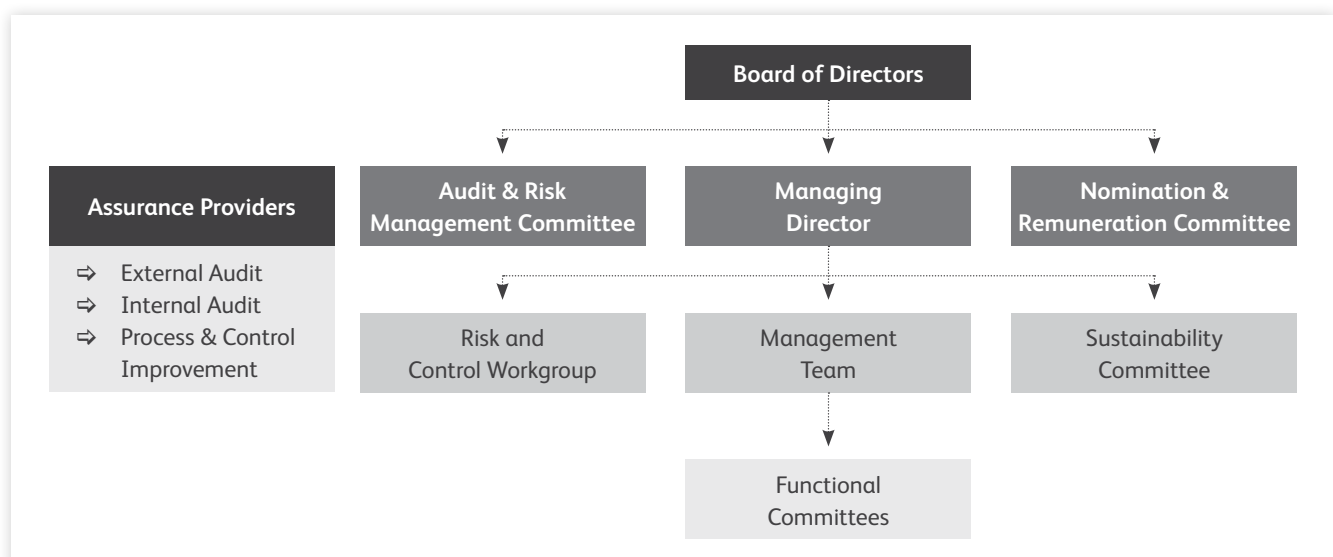 Board of Directors
Assurance Providers
⇨ External Audit
⇨ Internal Audit
⇨ Process & Control
Improvement
Audit & Risk
Management Committee
Managing
Director
Nomination &
Remuneration Committee
Risk and
Control Workgroup
Management
Team
Sustainability
Committee
Functional
Committees